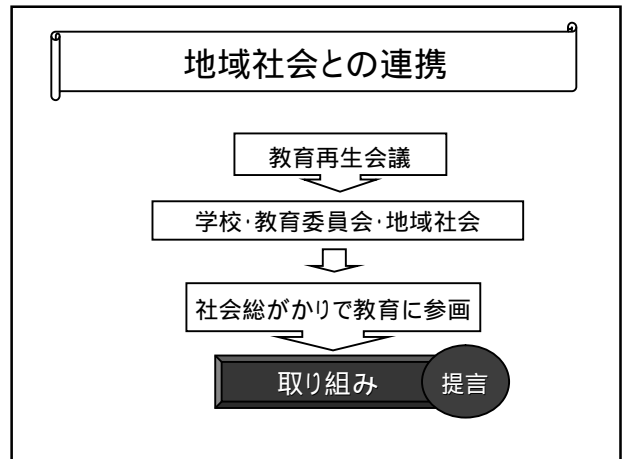 地域社会との連携
教育再生会議
学校・教育委員会・地域社会
社会総がかりで教育に参画
取り組み
提言